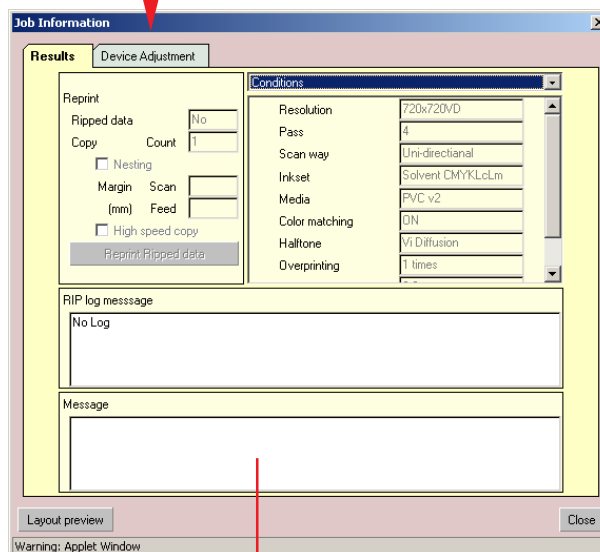 Job Information
Results
Device Adjustment
Conditions
Reprint
Ripped data No
Copy Count 1
Nesting
Margin Scan
(mm) Feed
High speed copy
Reprint Ripped data
Resolution 720x720VD
Pass 4
Scan way Uni-directianal
Inkset Solvent CMYKLcLm
Media PVC v2
Color matching ON
Halftone Vi Diffusion
Overprinting 1 times
RIP log messsage
No Log
Message
Layout preview
Close
Warning: Applet Window